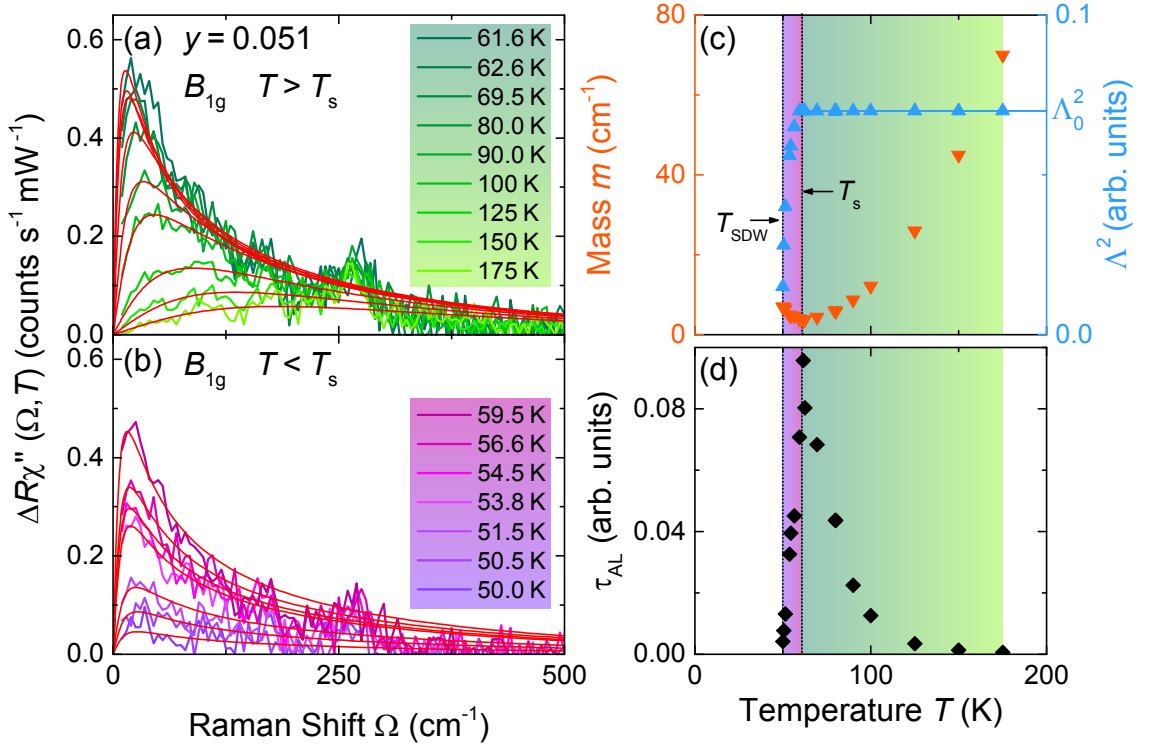 (a) y = 0.051
B1g T > Ts
61.6 K
62.6 K
69.5 K
80.0 K
90.0 K
100 K
125 K
150 K
175 K
0.6
0.4
0.2
0.0
(b) B1g T < Ts
59.5 K
56.6 K
54.5 K
53.8 K
51.5 K
50.5 K
50.0 K
0.4
0.2
0.0
0 250 500
ΔRχ'' (Ω, T) (counts s-1 mW-1)
Raman Shift Ω (cm-1)
(c)
80
40
0
Mass m (cm-1)
0.1
Λ0^2
0.0
Λ^2 (arb. units)
Ts
TSDW
(d)
0.08
0.04
0.00
τAL (arb. units)
0 100 200
Temperature T (K)